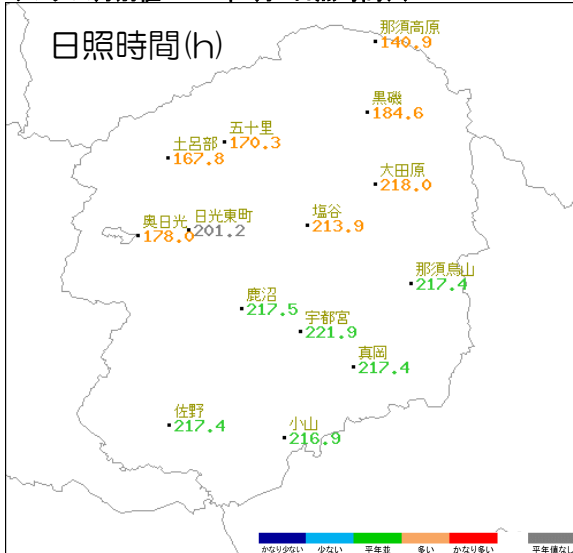 日照時間(h)
那須高原
140.9
黒磯
184.6
五十里
170.3
土呂部
167.8
大田原
218.0
塩谷
213.9
日光東町
201.2
奥日光
178.0
那須烏山
217.4
鹿沼
217.5
宇都宮
221.9
真岡
217.4
佐野
217.4
小山
216.9
かなり少ない 少ない 平年並 多い かなり多い 平年値なし